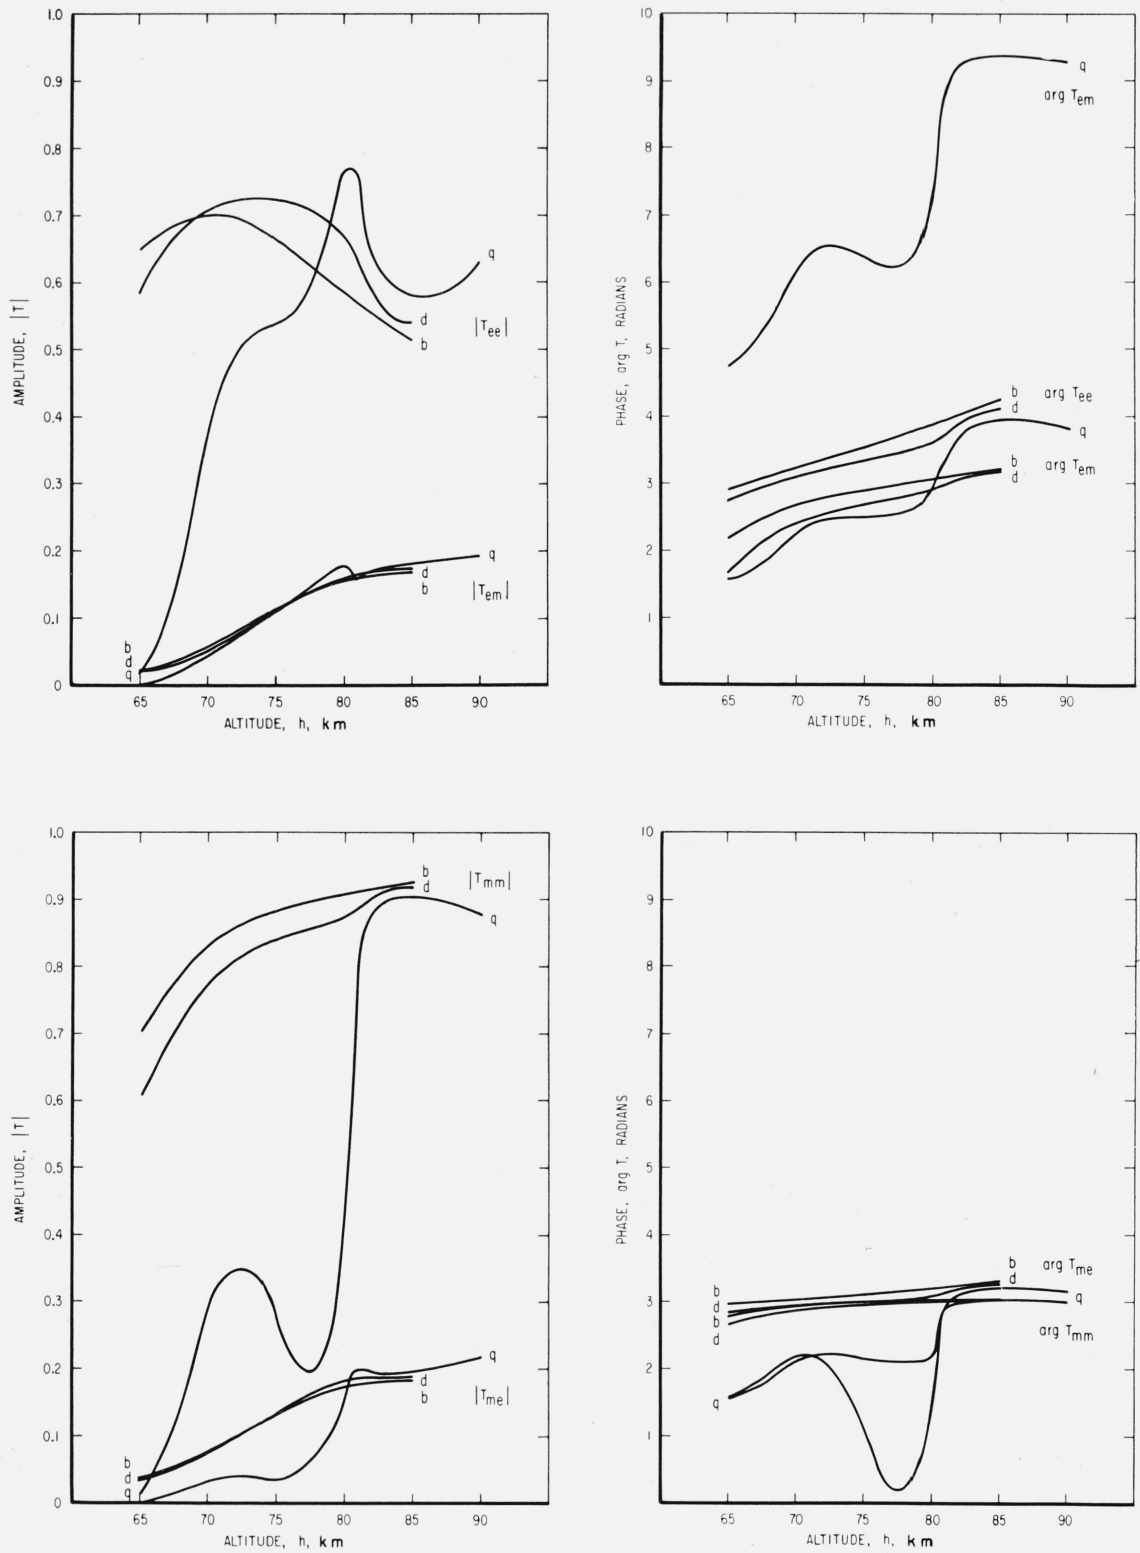 1.0
0.9
0.8
0.7
0.6
0.5
0.4
0.3
0.2
0.1
0
AMPLITUDE, |T|
q
d
b
|Tee|
q
d
b
|Tem|
b
d
q
65 70 75 80 85 90
ALTITUDE, h, km
10
9
8
7
6
5
4
3
2
1
PHASE, arg T, RADIANS
q
arg Tem
b arg Tee
d
q
b arg Tem
d
65 70 75 80 85 90
ALTITUDE, h, km
1.0
0.9
0.8
0.7
0.6
0.5
0.4
0.3
0.2
0.1
0
AMPLITUDE, |T|
b
d
|Tmm|
q
q
d
b
|Tme|
b
d
q
65 70 75 80 85 90
ALTITUDE, h, km
10
9
8
7
6
5
4
3
2
1
PHASE, arg T, RADIANS
b
d
b
d
q
b arg Tme
d
q
arg Tmm
65 70 75 80 85 90
ALTITUDE, h, km